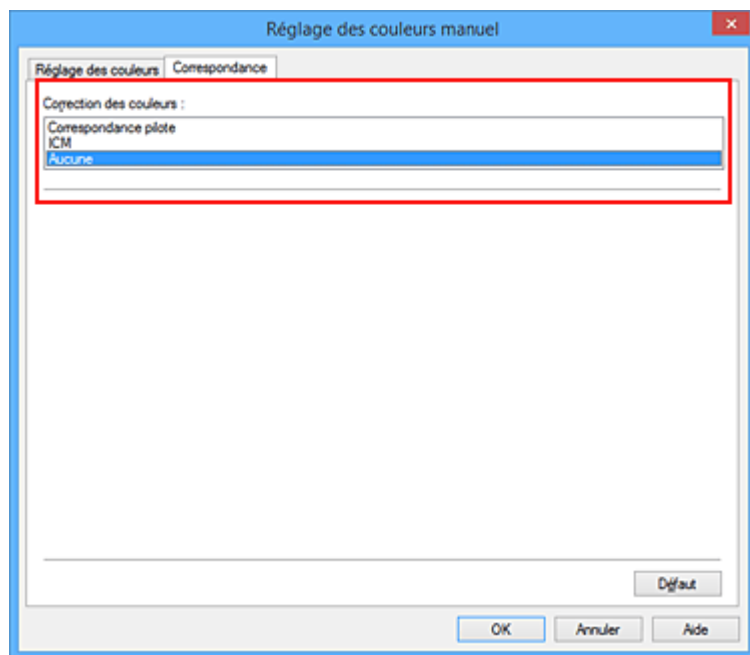 Réglage des couleurs manuel
Réglage des couleurs Correspondance
Correction des couleurs :
Correspondance pilote
ICM
Aucune
Défaut
OK Annuler Aide